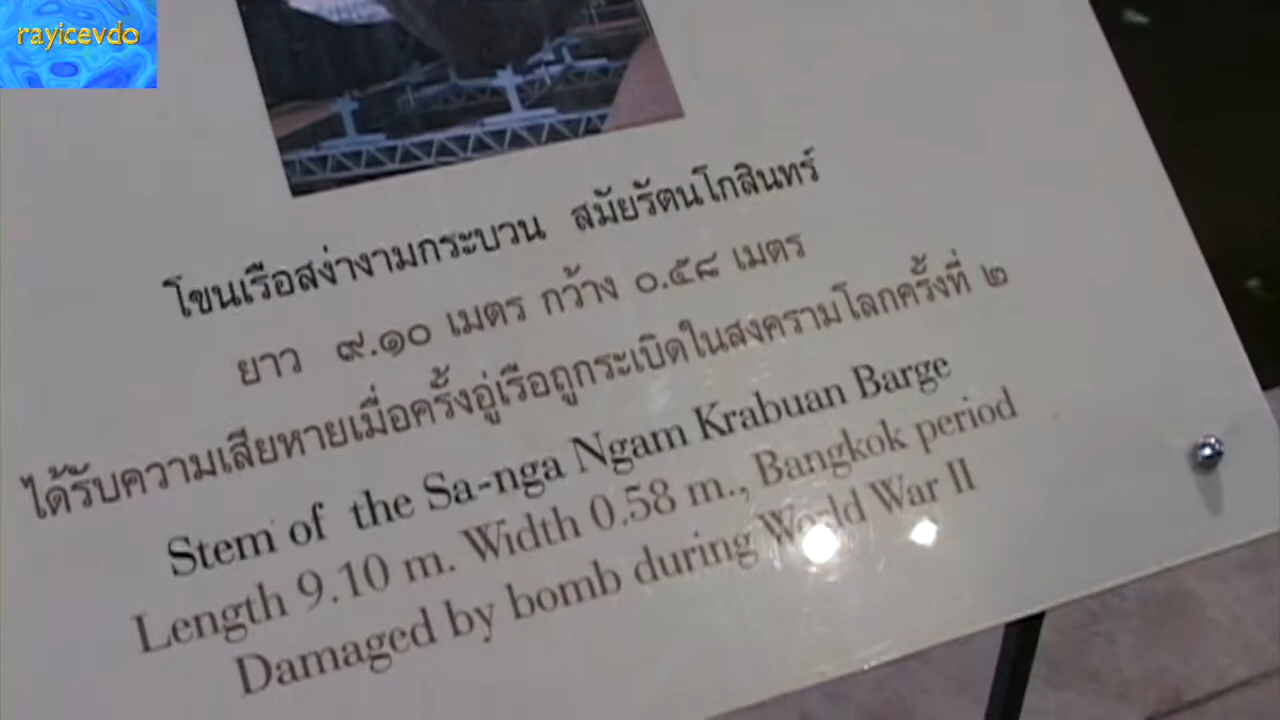 rayicevdo
โขนเรือสง่างามกระบวน สมัยรัตนโกสินทร์
ยาว ๙.๑๐ เมตร กว้าง ๐.๕๘ เมตร
ได้รับความเสียหายเมื่อครั้งอู่เรือถูกระเบิดในสงครามโลกครั้งที่ ๒
Stem of the Sa-nga Ngam Krabuan Barge
Length 9.10 m. Width 0.58 m., Bangkok period
Damaged by bomb during World War II